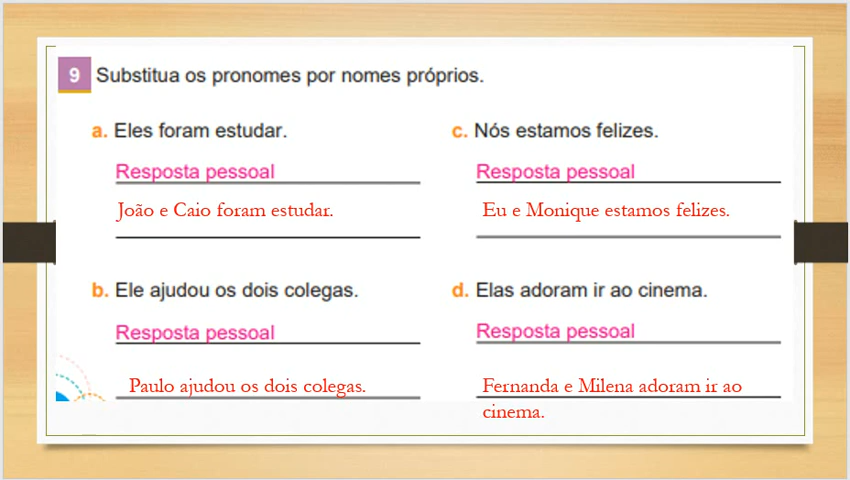 9 Substitua os pronomes por nomes próprios.
a. Eles foram estudar.
Resposta pessoal
João e Caio foram estudar.
b. Ele ajudou os dois colegas.
Resposta pessoal
Paulo ajudou os dois colegas.
c. Nós estamos felizes.
Resposta pessoal
Eu e Monique estamos felizes.
d. Elas adoram ir ao cinema.
Resposta pessoal
Fernanda e Milena adoram ir ao
cinema.